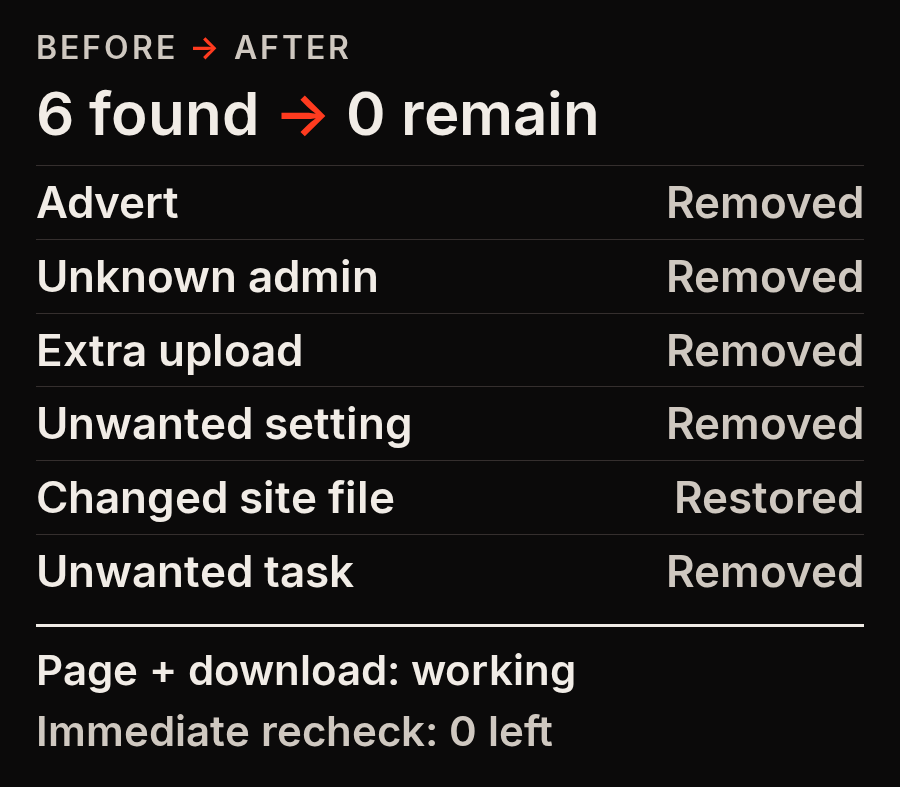 BEFORE → AFTER
6 found → 0 remain
Advert Removed
Unknown admin Removed
Extra upload Removed
Unwanted setting Removed
Changed site file Restored
Unwanted task Removed
Page + download: working
Immediate recheck: 0 left